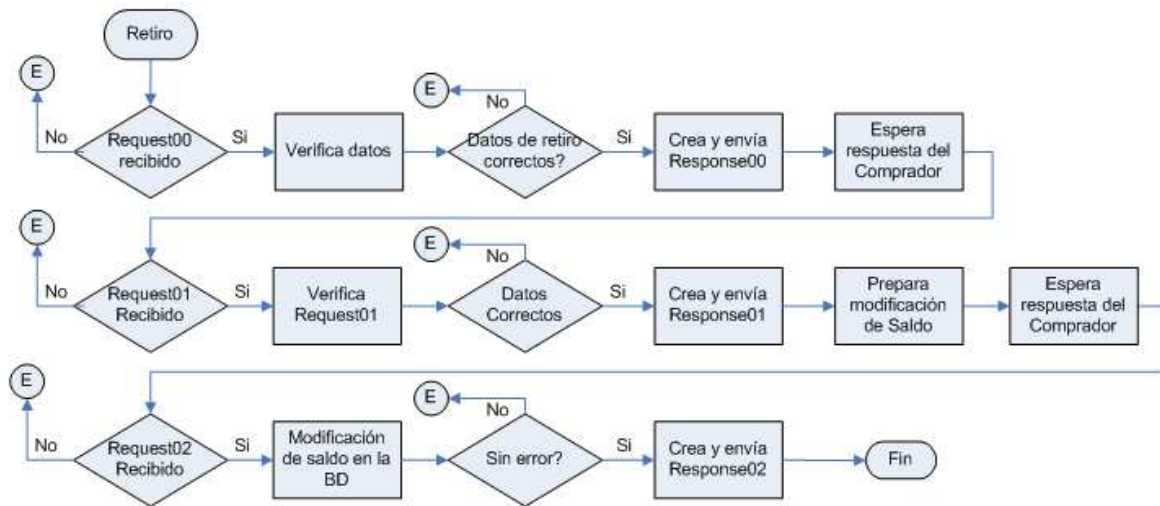 Retiro
E
No
Request00
recibido
Si
Verifica datos
E
No
Datos de retiro
correctos?
Si
Crea y envía
Response00
Espera
respuesta del
Comprador
E
No
Request01
Recibido
Si
Verifica
Request01
E
No
Datos
Correctos
Si
Crea y envía
Response01
Prepara
modificación
de Saldo
Espera
respuesta del
Comprador
E
No
Request02
Recibido
Si
Modificación
de saldo en la
BD
E
No
Sin error?
Si
Crea y envía
Response02
Fin